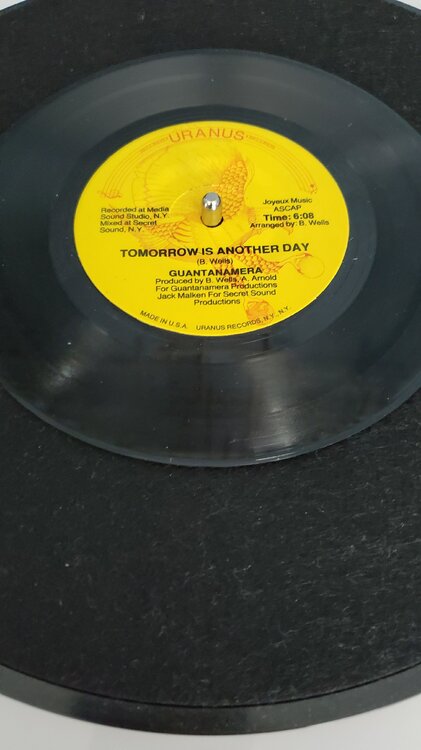 URANUS
Recorded at Media
Sound Studio, N.Y.
Mixed at Secret
Sound, N.Y
Joyeux Music
ASCAP
Time: 6:08
Arranged by: B. Wells
TOMORROW IS ANOTHER DAY
(B. Wells)
GUANTANAMERA
Produced by B. Wells, A. Arnold
For Guantanamera Productions
Jack Malken For Secret Sound
Productions
MADE IN U.S.A. URANUS RECORDS, N.Y., N.Y.